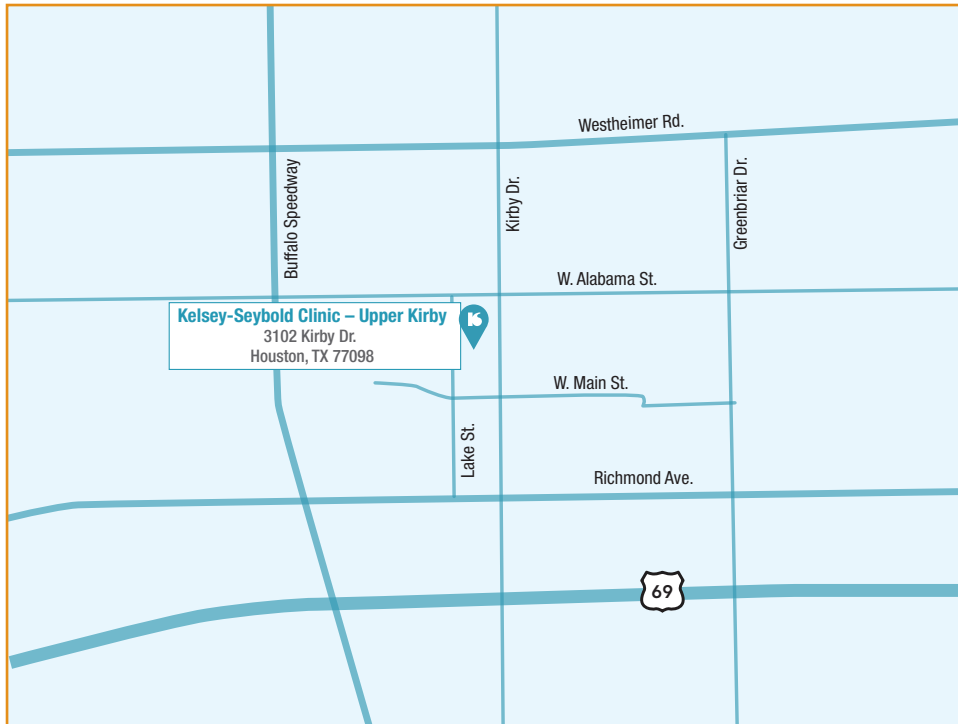 Westheimer Rd.
Buffalo Speedway
Kirby Dr.
Greenbriar Dr.
W. Alabama St.
Kelsey-Seybold Clinic – Upper Kirby
3102 Kirby Dr.
Houston, TX 77098
K
W. Main St.
Lake St.
Richmond Ave.
69